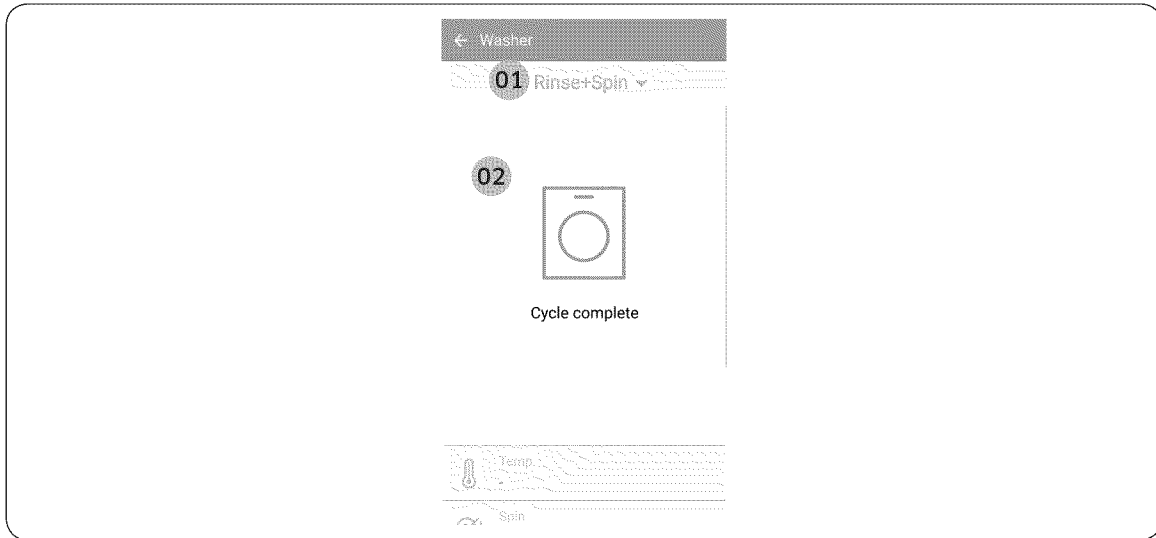 ← Washer
01 Rinse+Spin
02
Cycle complete
Temp.
-
Spin